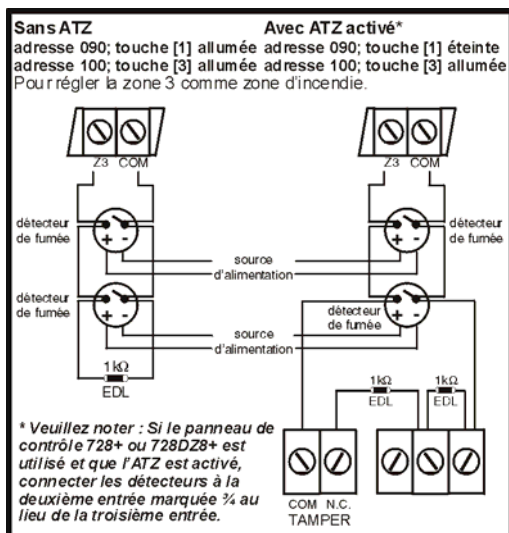 Sans ATZ
adresse 090; touche [1] allumée
adresse 100; touche [3] allumée
Avec ATZ activé*
adresse 090; touche [1] éteinte
adresse 100; touche [3] allumée
Pour régler la zone 3 comme zone d'incendie.
Z3 COM
Z3 COM
détecteur
de fumée
+ -
+ -
détecteur
de fumée
source
d'alimentation
détecteur
de fumée
+ -
+ -
détecteur
de fumée
source
d'alimentation
1kΩ
EDL
1kΩ
EDL
1kΩ
EDL
* Veuillez noter : Si le panneau de
contrôle 728+ ou 728DZ8+ est
utilisé et que l'ATZ est activé,
connecter les détecteurs à la
deuxième entrée marquée ¾ au
lieu de la troisième entrée.
COM N.C.
TAMPER